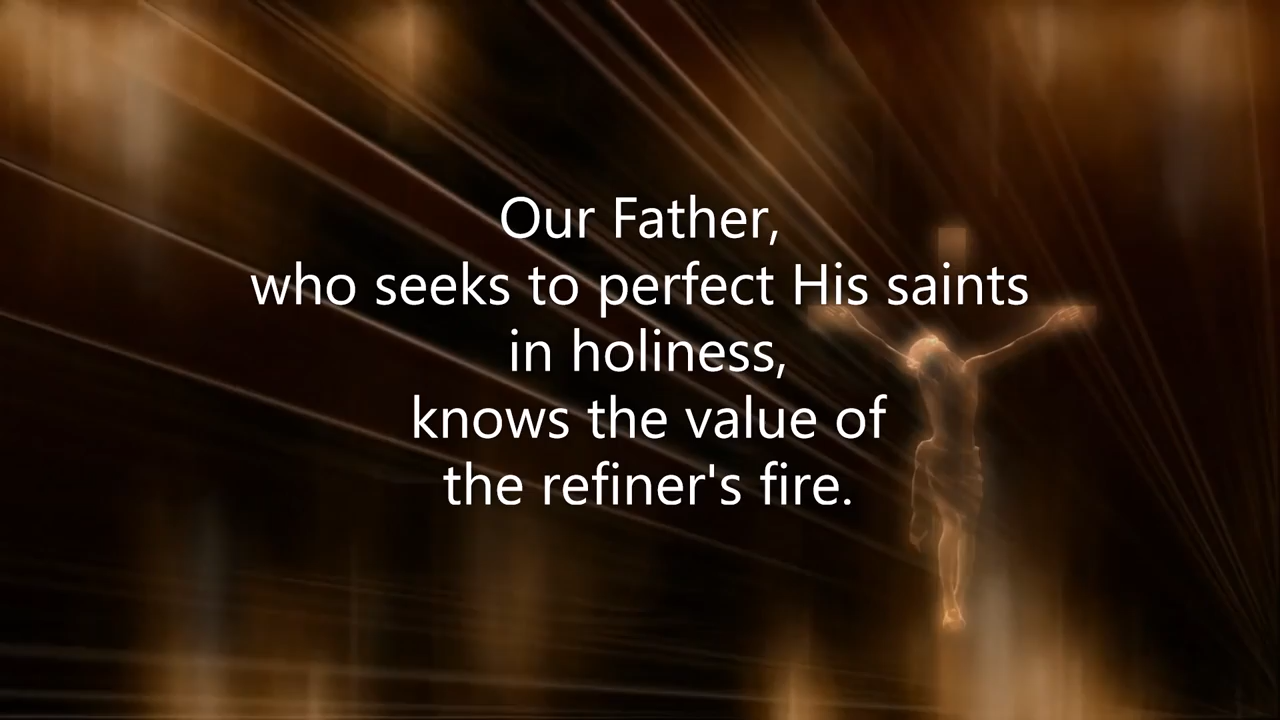 Our Father,
who seeks to perfect His saints
in holiness,
knows the value of
the refiner's fire.